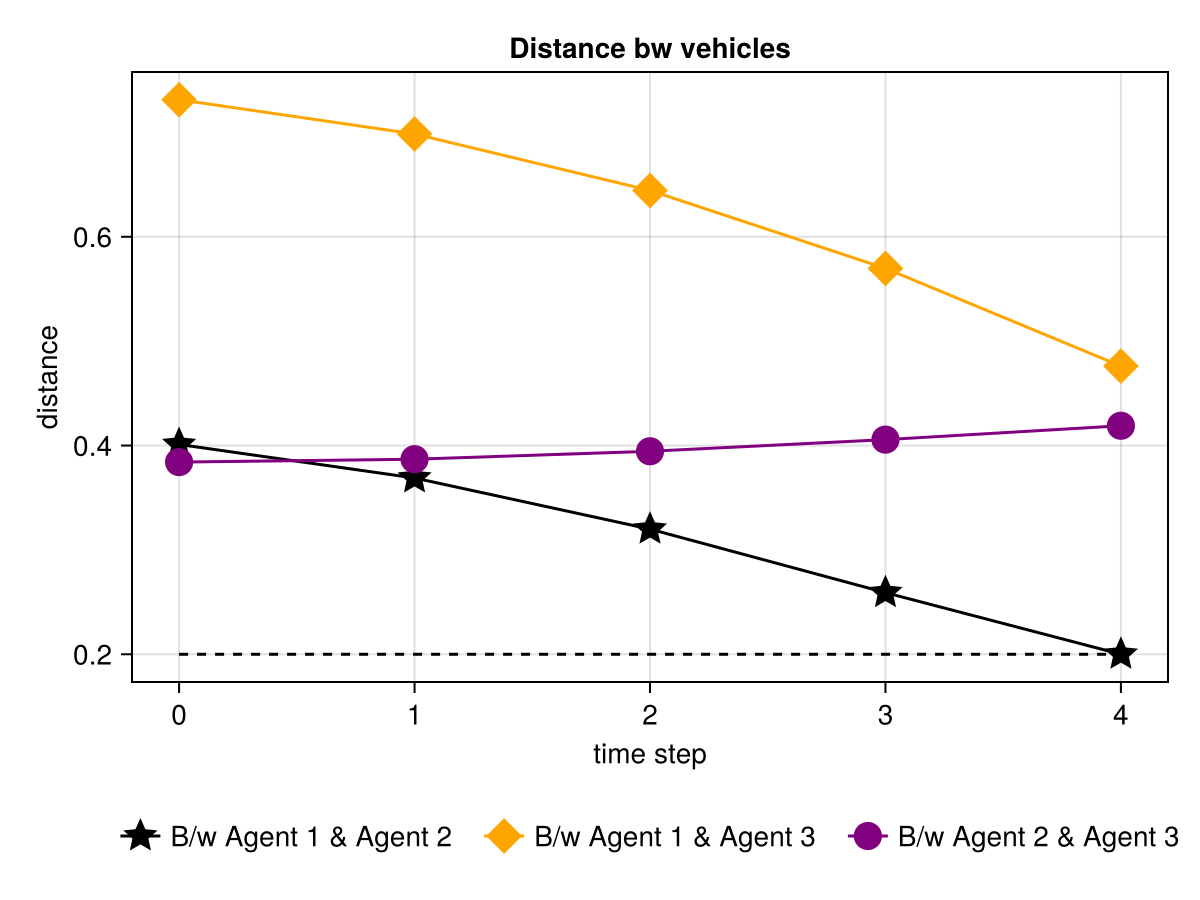 Distance bw vehicles
distance
0.6
0.4
0.2
0 1 2 3 4
time step
B/w Agent 1 & Agent 2 B/w Agent 1 & Agent 3 B/w Agent 2 & Agent 3